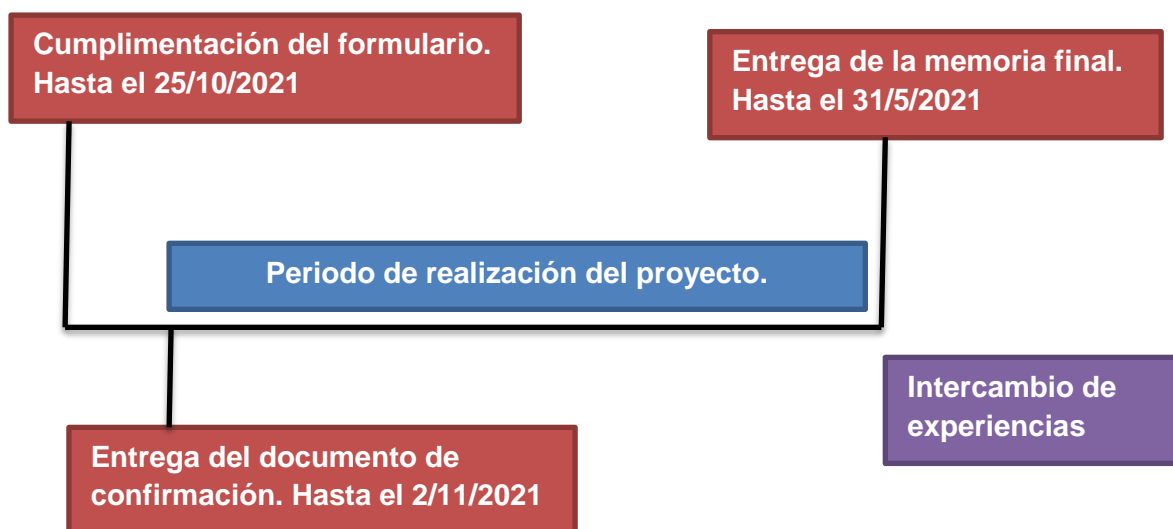 Cumplimentación del formulario.
Hasta el 25/10/2021
Entrega de la memoria final.
Hasta el 31/5/2021
Periodo de realización del proyecto.
Intercambio de
experiencias
Entrega del documento de
confirmación. Hasta el 2/11/2021